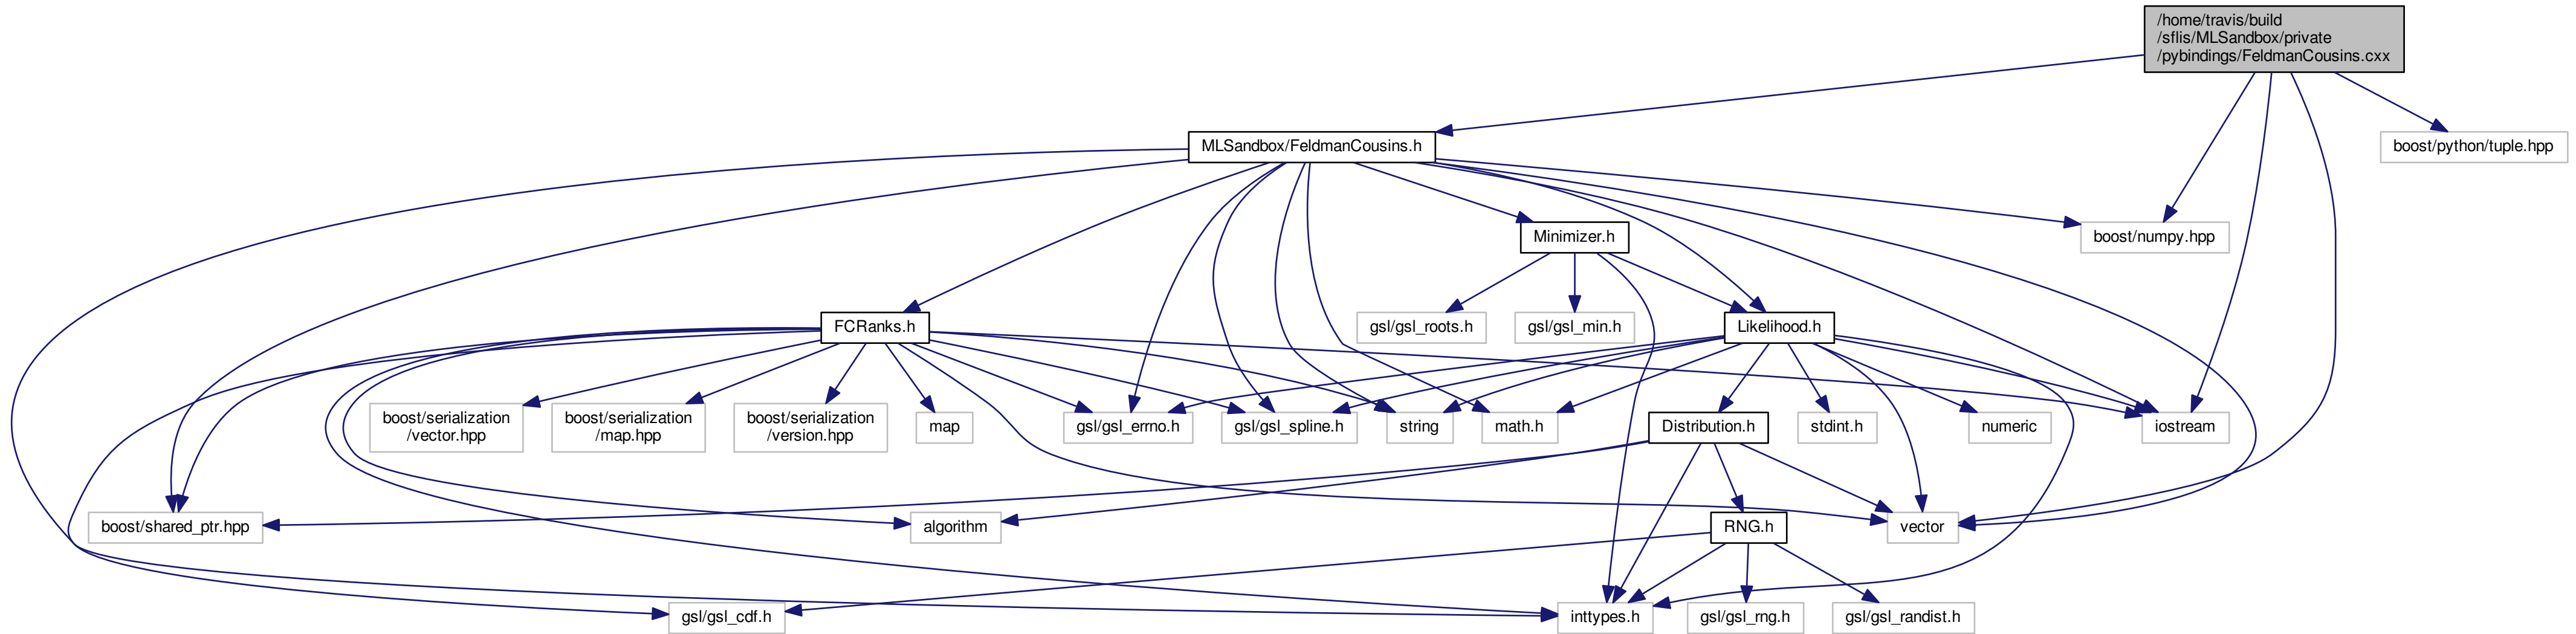 /home/travis/build
/sflis/MLSandbox/private
/pybindings/FeldmanCousins.cxx
MLSandbox/FeldmanCousins.h
boost/python/tuple.hpp
Minimizer.h
boost/numpy.hpp
FCRanks.h
gsl/gsl_roots.h
gsl/gsl_min.h
Likelihood.h
boost/serialization
/vector.hpp
boost/serialization
/map.hpp
boost/serialization
/version.hpp
map
gsl/gsl_errno.h
gsl/gsl_spline.h
string
math.h
Distribution.h
stdint.h
numeric
iostream
boost/shared_ptr.hpp
algorithm
RNG.h
vector
gsl/gsl_cdf.h
inttypes.h
gsl/gsl_rng.h
gsl/gsl_randist.h